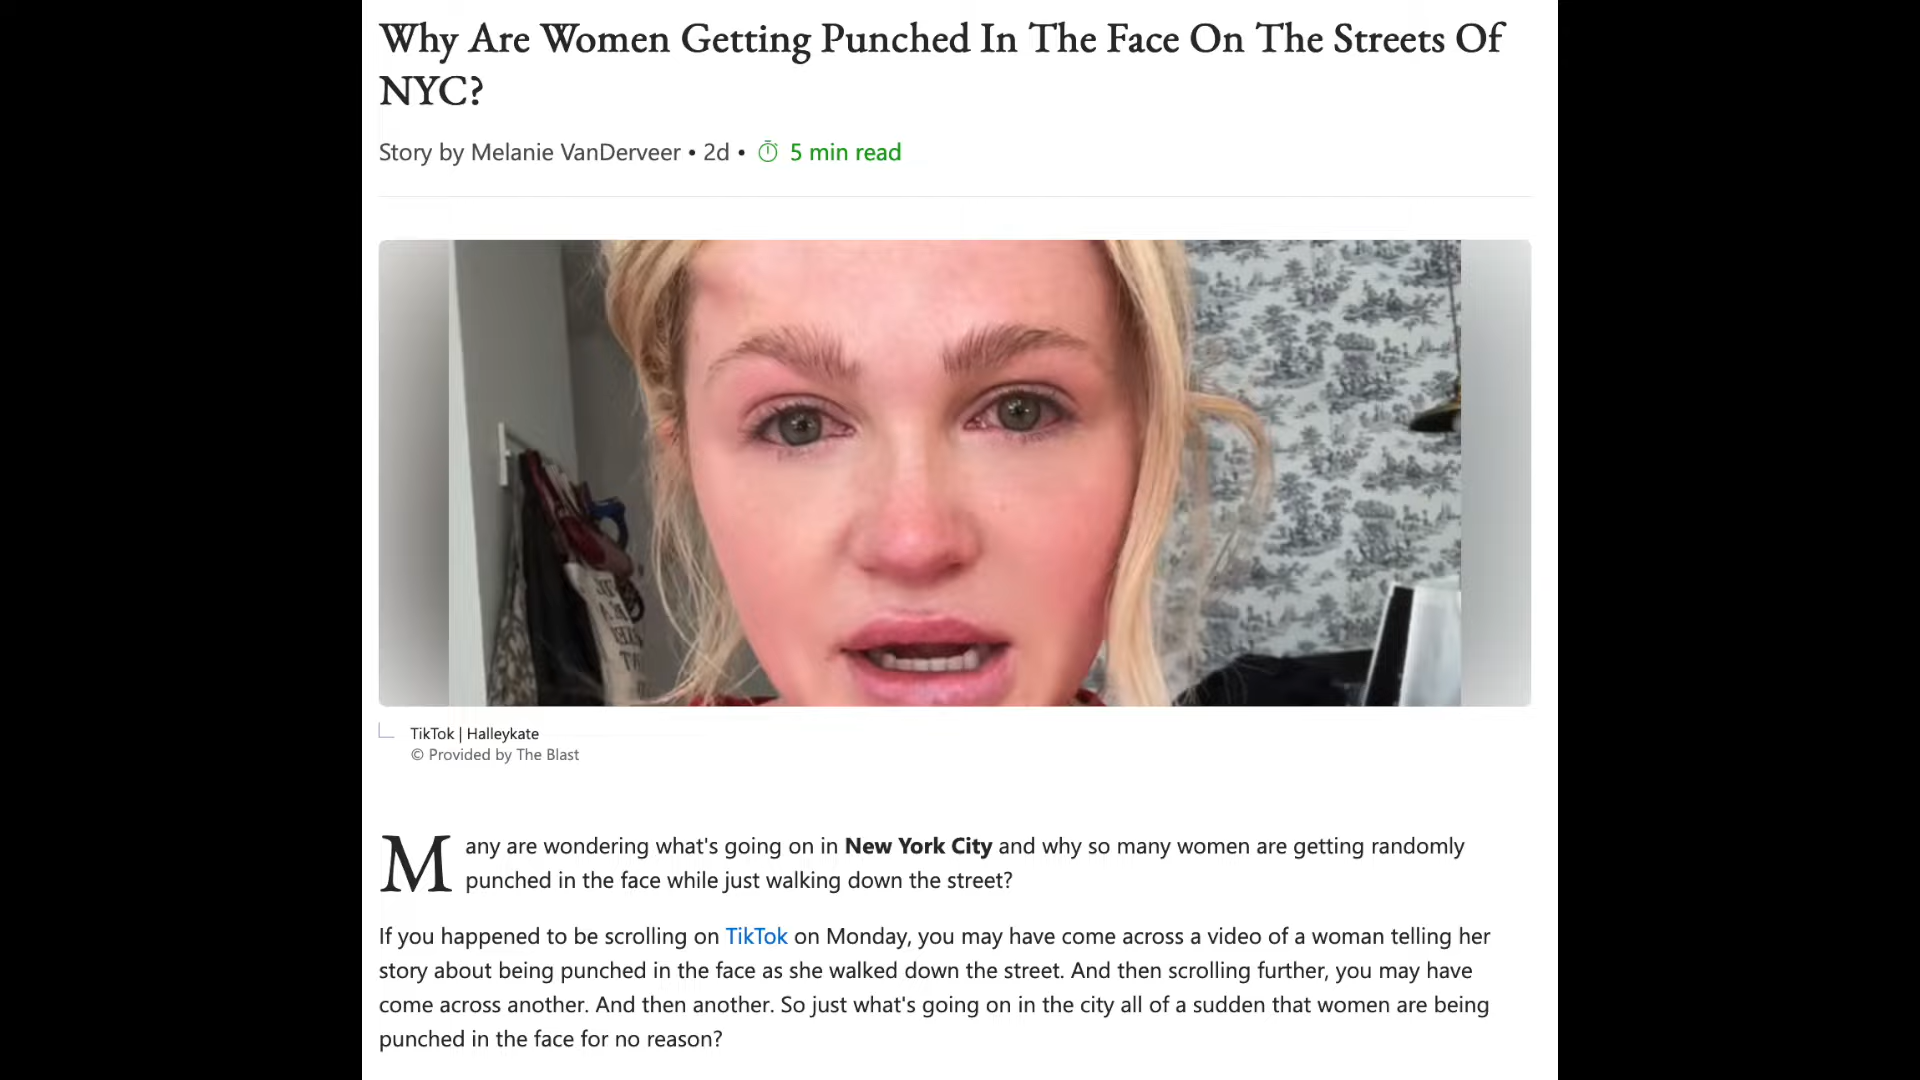 Why Are Women Getting Punched In The Face On The Streets Of
NYC?
Story by Melanie VanDerveer • 2d • 5 min read
TikTok | Halleykate
© Provided by The Blast
Many are wondering what's going on in New York City and why so many women are getting randomly
punched in the face while just walking down the street?
If you happened to be scrolling on TikTok on Monday, you may have come across a video of a woman telling her
story about being punched in the face as she walked down the street. And then scrolling further, you may have
come across another. And then another. So just what's going on in the city all of a sudden that women are being
punched in the face for no reason?